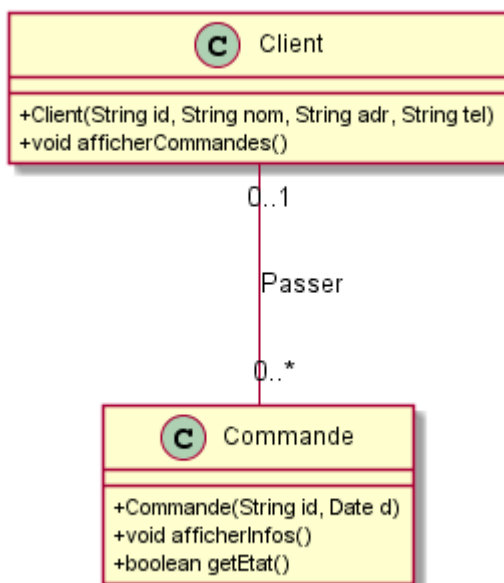 C Client
+Client(String id, String nom, String adr, String tel)
+void afficherCommandes()
0..1
Passer
0..*
C Commande
+Commande(String id, Date d)
+void afficherInfos()
+boolean getEtat()